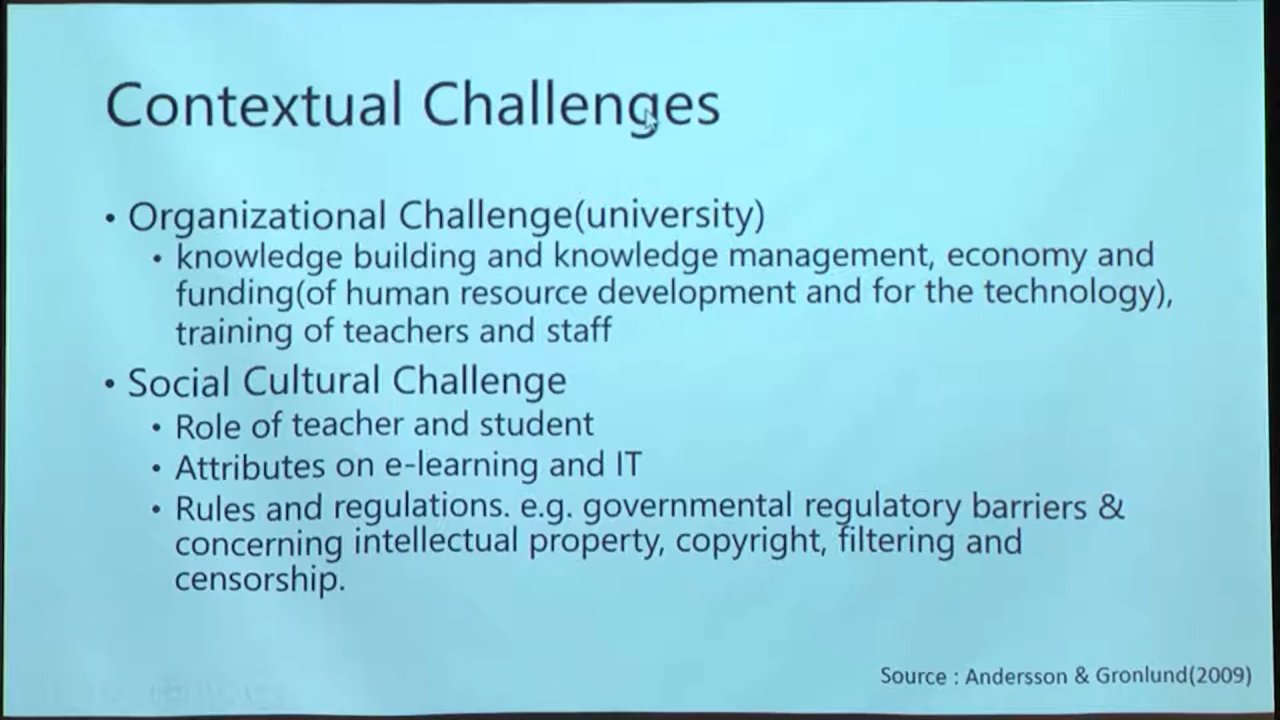 Contextual Challenges
• Organizational Challenge(university)
• knowledge building and knowledge management, economy and
funding(of human resource development and for the technology),
training of teachers and staff
• Social Cultural Challenge
• Role of teacher and student
• Attributes on e-learning and IT
• Rules and regulations. e.g. governmental regulatory barriers &
concerning intellectual property, copyright, filtering and
censorship.
Source : Andersson & Gronlund(2009)